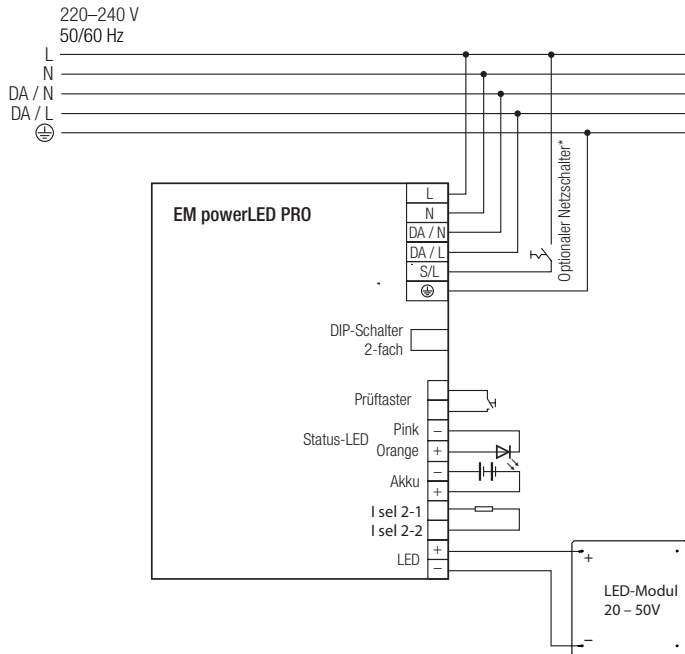 220–240 V
50/60 Hz
L
N
DA / N
DA / L
EM powerLED PRO
L
N
DA / N
DA / L
S/L
Optionaler Netzschalter*
DIP-Schalter
2-fach
Prüftaster
Status-LED
Pink –
Orange +
Akku
–
+
I sel 2-1
I sel 2-2
LED
+
–
+
LED-Modul
20 – 50V
–